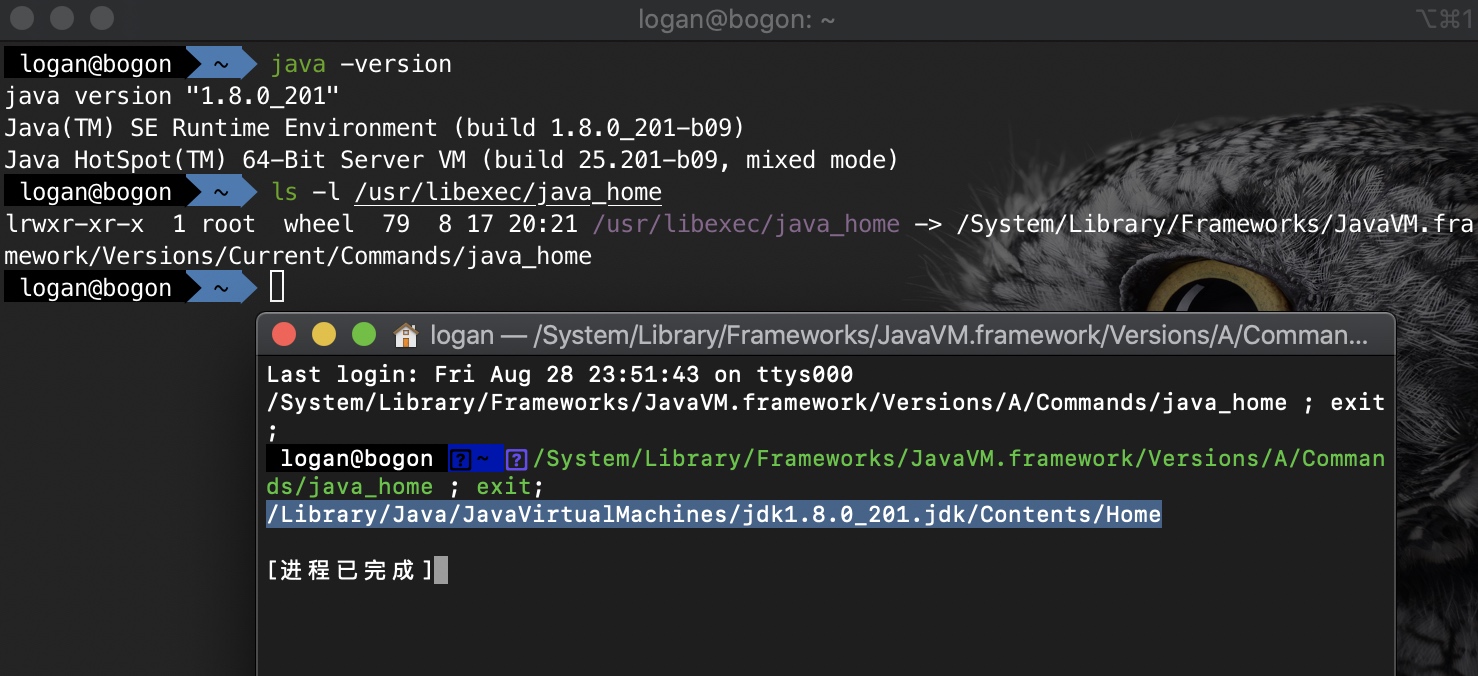 logan@bogon: ~ ⌥⌘1
logan@bogon ~ java -version
java version "1.8.0_201"
Java(TM) SE Runtime Environment (build 1.8.0_201-b09)
Java HotSpot(TM) 64-Bit Server VM (build 25.201-b09, mixed mode)
logan@bogon ~ ls -l /usr/libexec/java_home
lrwxr-xr-x  1 root  wheel  79  8 17 20:21 /usr/libexec/java_home -> /System/Library/Frameworks/JavaVM.fra
mework/Versions/Current/Commands/java_home
logan@bogon ~
logan — /System/Library/Frameworks/JavaVM.framework/Versions/A/Comman...
Last login: Fri Aug 28 23:51:43 on ttys000
/System/Library/Frameworks/JavaVM.framework/Versions/A/Commands/java_home ; exit
;
logan@bogon ? ~ ? /System/Library/Frameworks/JavaVM.framework/Versions/A/Comman
ds/java_home ; exit;
/Library/Java/JavaVirtualMachines/jdk1.8.0_201.jdk/Contents/Home
[进程已完成]